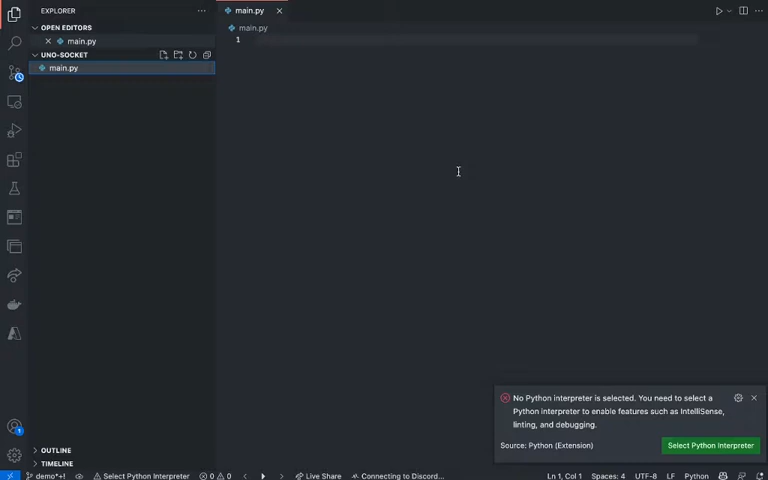 EXPLORER
main.py
OPEN EDITORS
main.py
main.py
UNO-SOCKET
main.py
1
No Python interpreter is selected. You need to select a
Python interpreter to enable features such as IntelliSense,
linting, and debugging.
Source: Python (Extension)
Select Python Interpreter
1
OUTLINE
TIMELINE
demo*+!
Select Python Interpreter
0
0
Live Share
Connecting to Discord...
Ln 1, Col 1
Spaces: 4
UTF-8
LF
Python